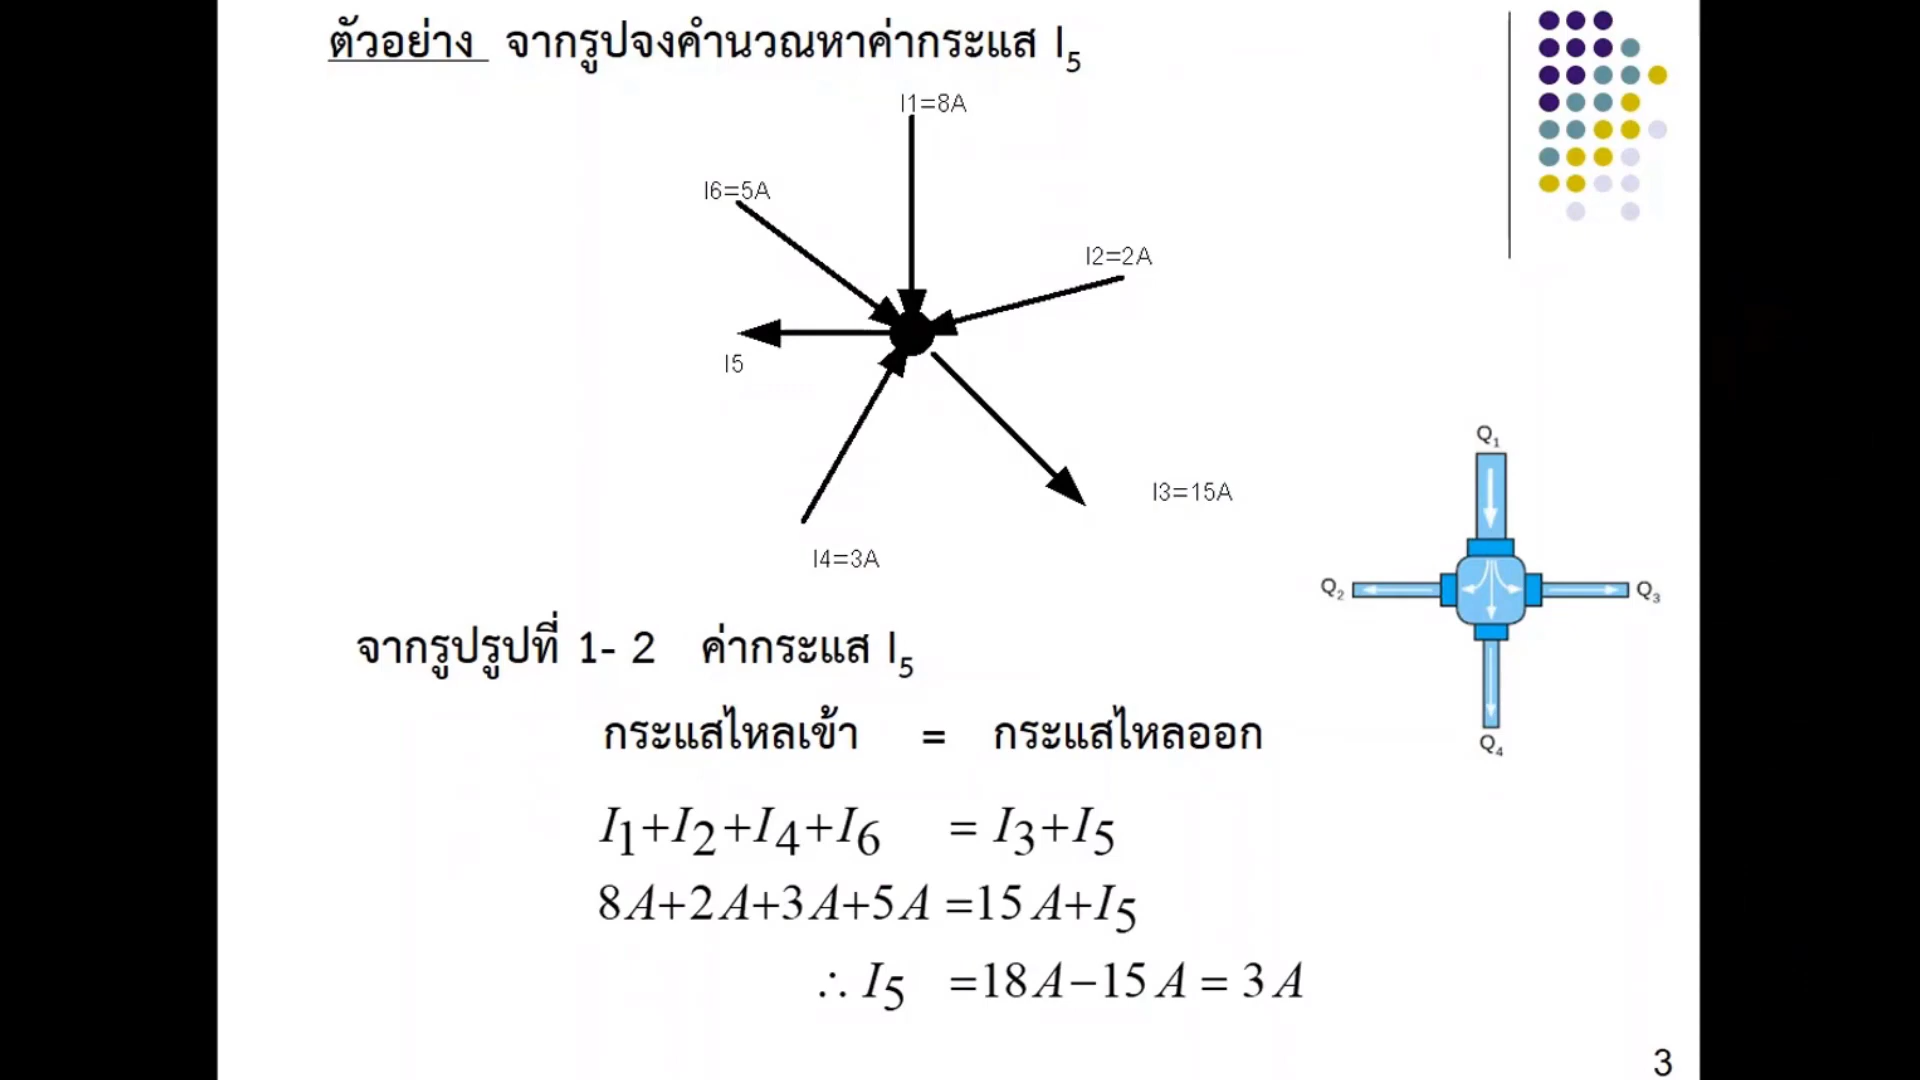 ตัวอย่าง จากรูปจงคำนวณหาค่ากระแส I5
I1=8A
I6=5A
I2=2A
I5
I3=15A
I4=3A
Q1
Q2
Q3
Q4
จากรูปรูปที่ 1- 2 ค่ากระแส I5
กระแสไหลเข้า = กระแสไหลออก
I1+I2+I4+I6 = I3+I5
8A+2A+3A+5A =15A+I5
∴ I5 =18A−15A = 3A
3